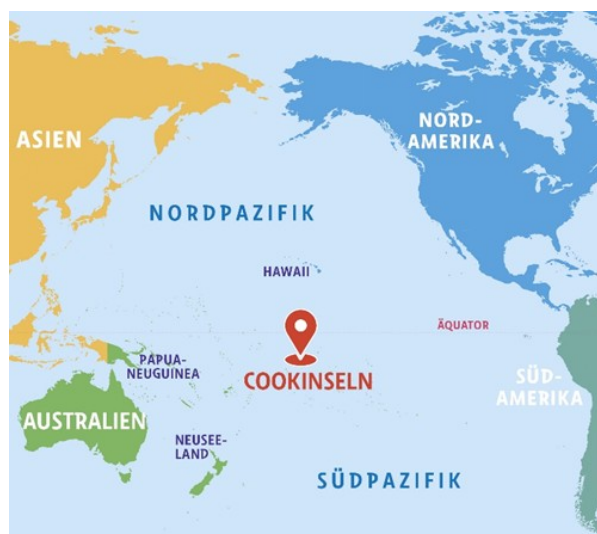 ASIEN
NORD-
AMERIKA
NORDPAZIFIK
HAWAII
ÄQUATOR
PAPUA-
NEUGUINEA
COOKINSELN
SÜD-
AMERIKA
AUSTRALIEN
NEUSEE-
LAND
SÜDPAZIFIK